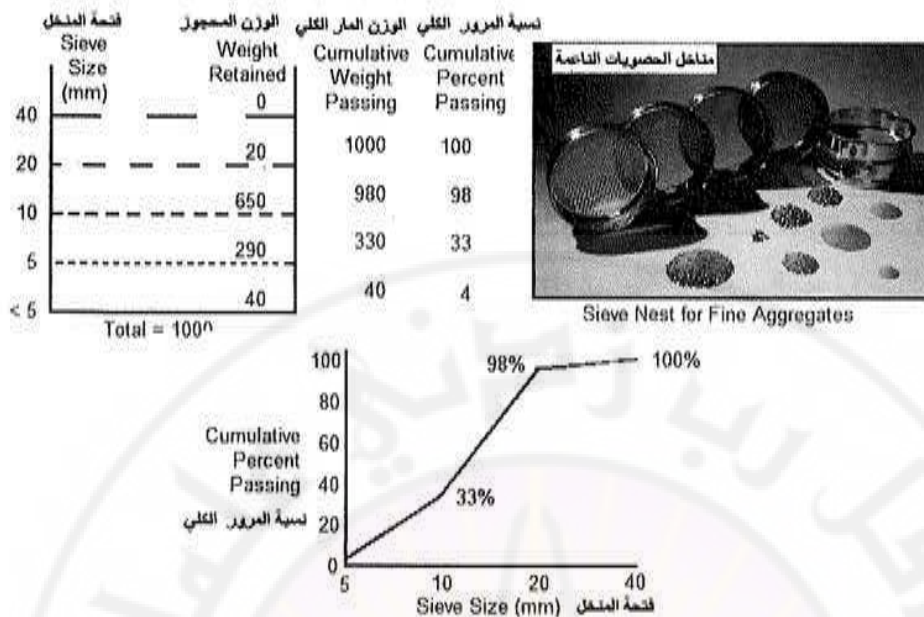 فتحة المنخل
Sieve
Size
(mm)
الوزن المحجوز
Weight
Retained
الوزن المار الكلي
Cumulative
Weight
Passing
نسبة المرور الكلي
Cumulative
Percent
Passing
0
40
1000 100
20
20
980 98
650
10
330 33
290
5
40 4
40
< 5
Total = 100
مناخل الحصويات الناعمة
Sieve Nest for Fine Aggregates
100
80
60
40
20
0
Cumulative
Percent
Passing
نسبة المرور الكلي
98%
100%
33%
5 10 20 40
Sieve Size (mm) فتحة المنخل